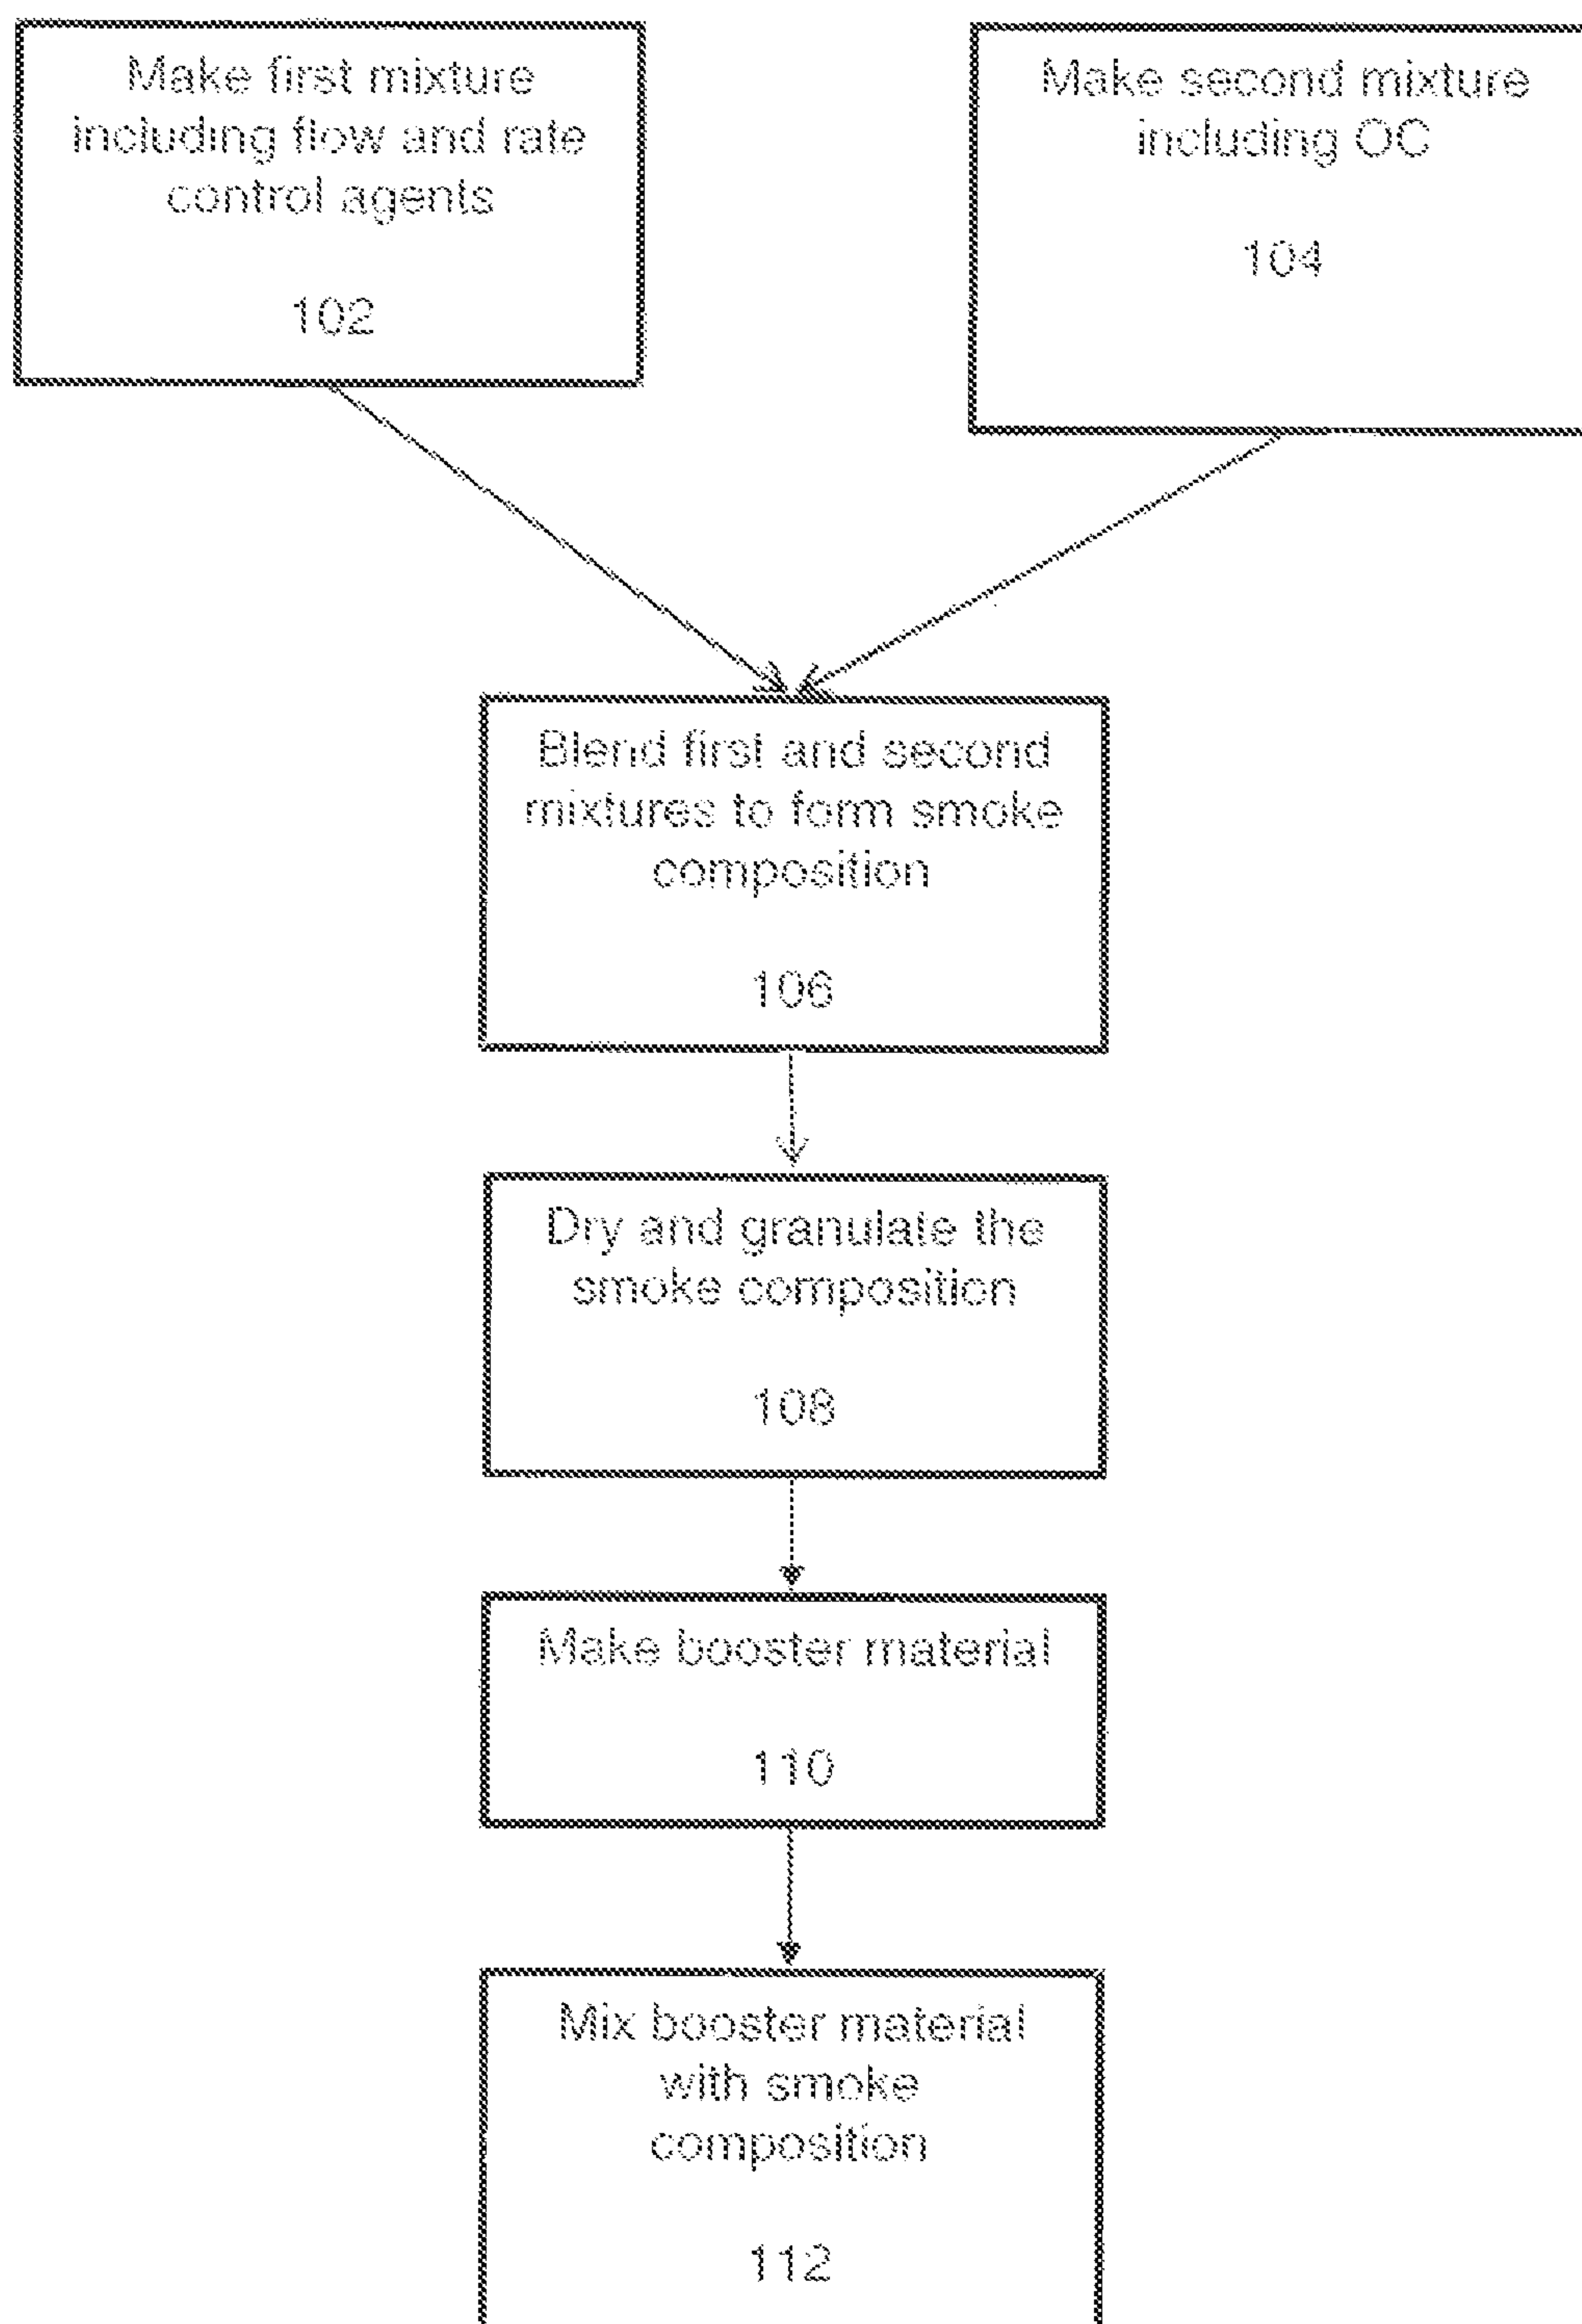 Make first mixture
including flow and rate
control agents
102
Make second mixture
including OC
104
Blend first and second
mixtures to form smoke
composition
106
Dry and granulate the
smoke composition
108
Make booster material
110
Mix booster material
with smoke
composition
112